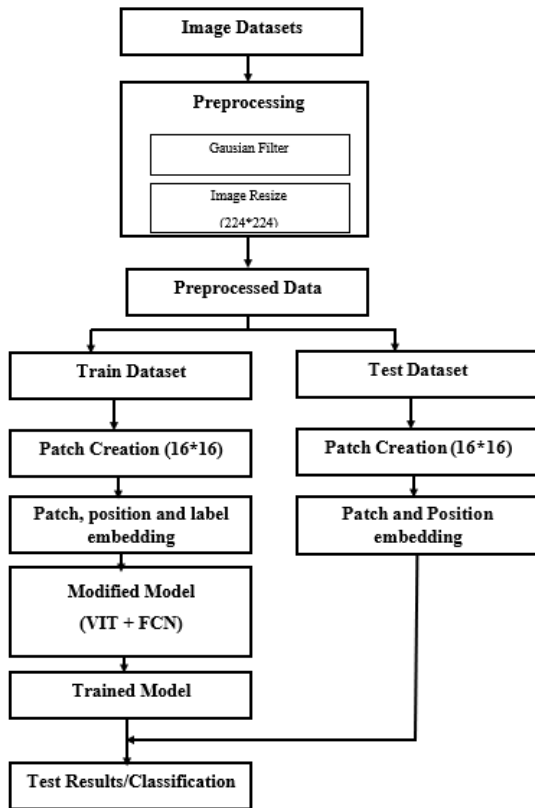 Image Datasets
Preprocessing
Gausian Filter
Image Resize
(224*224)
Preprocessed Data
Train Dataset
Test Dataset
Patch Creation (16*16)
Patch Creation (16*16)
Patch, position and label
embedding
Patch and Position
embedding
Modified Model
(VIT + FCN)
Trained Model
Test Results/Classification